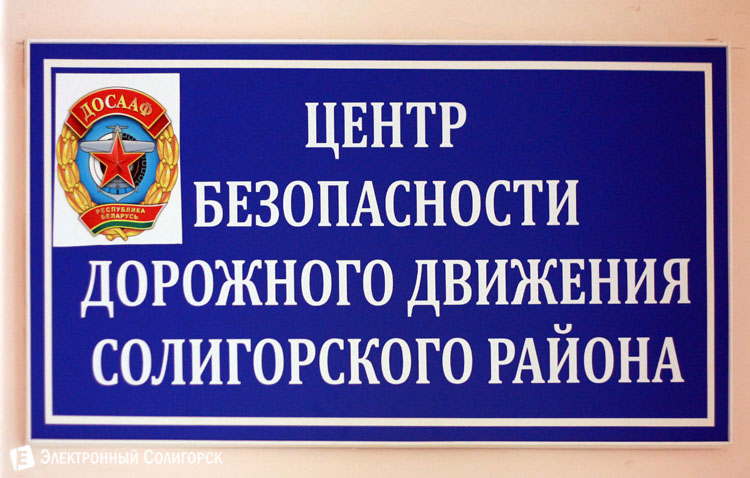 ДОСААФ
РЕСПУБЛИКА
БЕЛАРУСЬ
ЦЕНТР
БЕЗОПАСНОСТИ
ДОРОЖНОГО ДВИЖЕНИЯ
СОЛИГОРСКОГО РАЙОНА
Е Электронный Солигорск